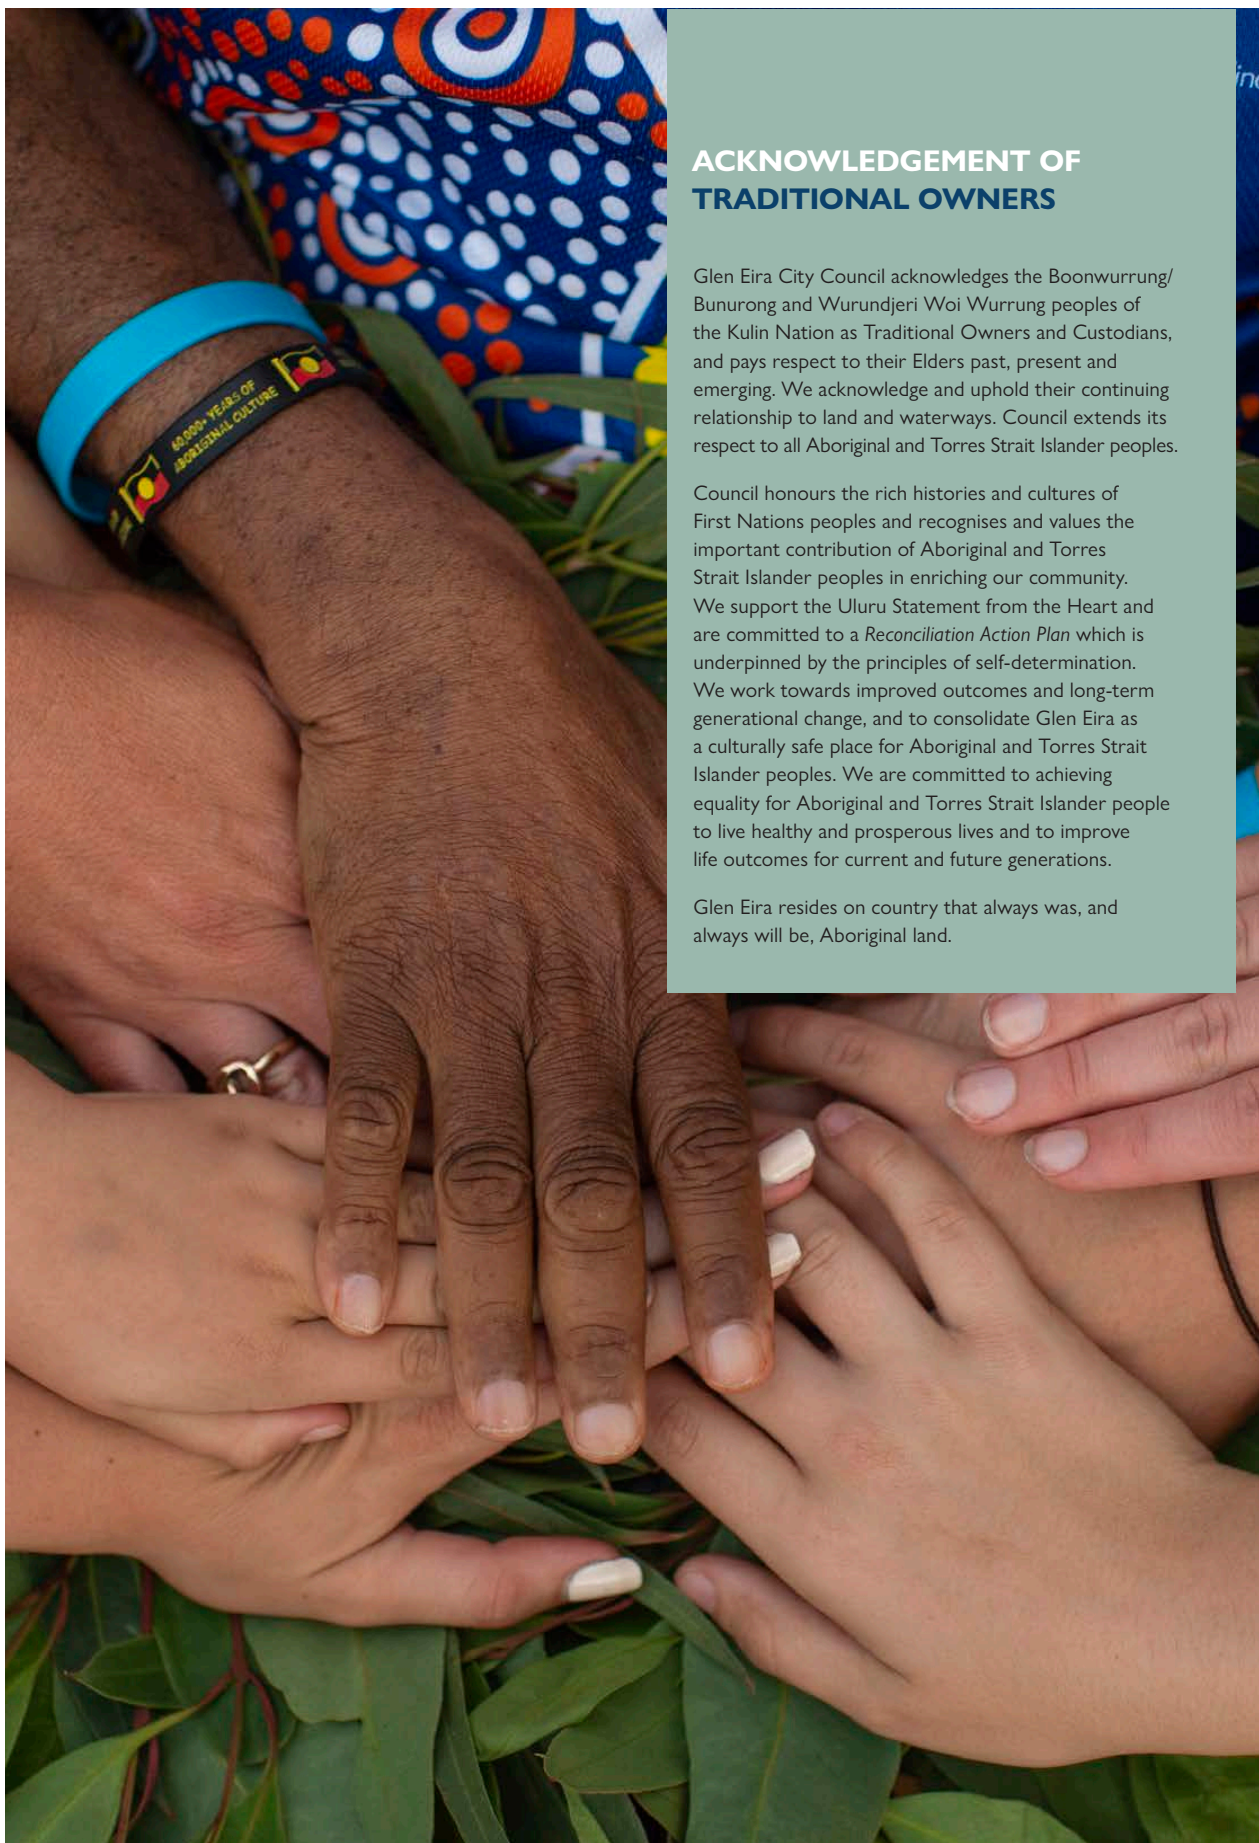 ACKNOWLEDGEMENT OF
TRADITIONAL OWNERS
Glen Eira City Council acknowledges the Boonwurrung/
Bunurong and Wurundjeri Woi Wurrung peoples of
the Kulin Nation as Traditional Owners and Custodians,
and pays respect to their Elders past, present and
emerging. We acknowledge and uphold their continuing
relationship to land and waterways. Council extends its
respect to all Aboriginal and Torres Strait Islander peoples.
Council honours the rich histories and cultures of
First Nations peoples and recognises and values the
important contribution of Aboriginal and Torres
Strait Islander peoples in enriching our community.
We support the Uluru Statement from the Heart and
are committed to a Reconciliation Action Plan which is
underpinned by the principles of self-determination.
We work towards improved outcomes and long-term
generational change, and to consolidate Glen Eira as
a culturally safe place for Aboriginal and Torres Strait
Islander peoples. We are committed to achieving
equality for Aboriginal and Torres Strait Islander people
to live healthy and prosperous lives and to improve
life outcomes for current and future generations.
Glen Eira resides on country that always was, and
always will be, Aboriginal land.
60,000+ YEARS OF
ABORIGINAL CULTURE